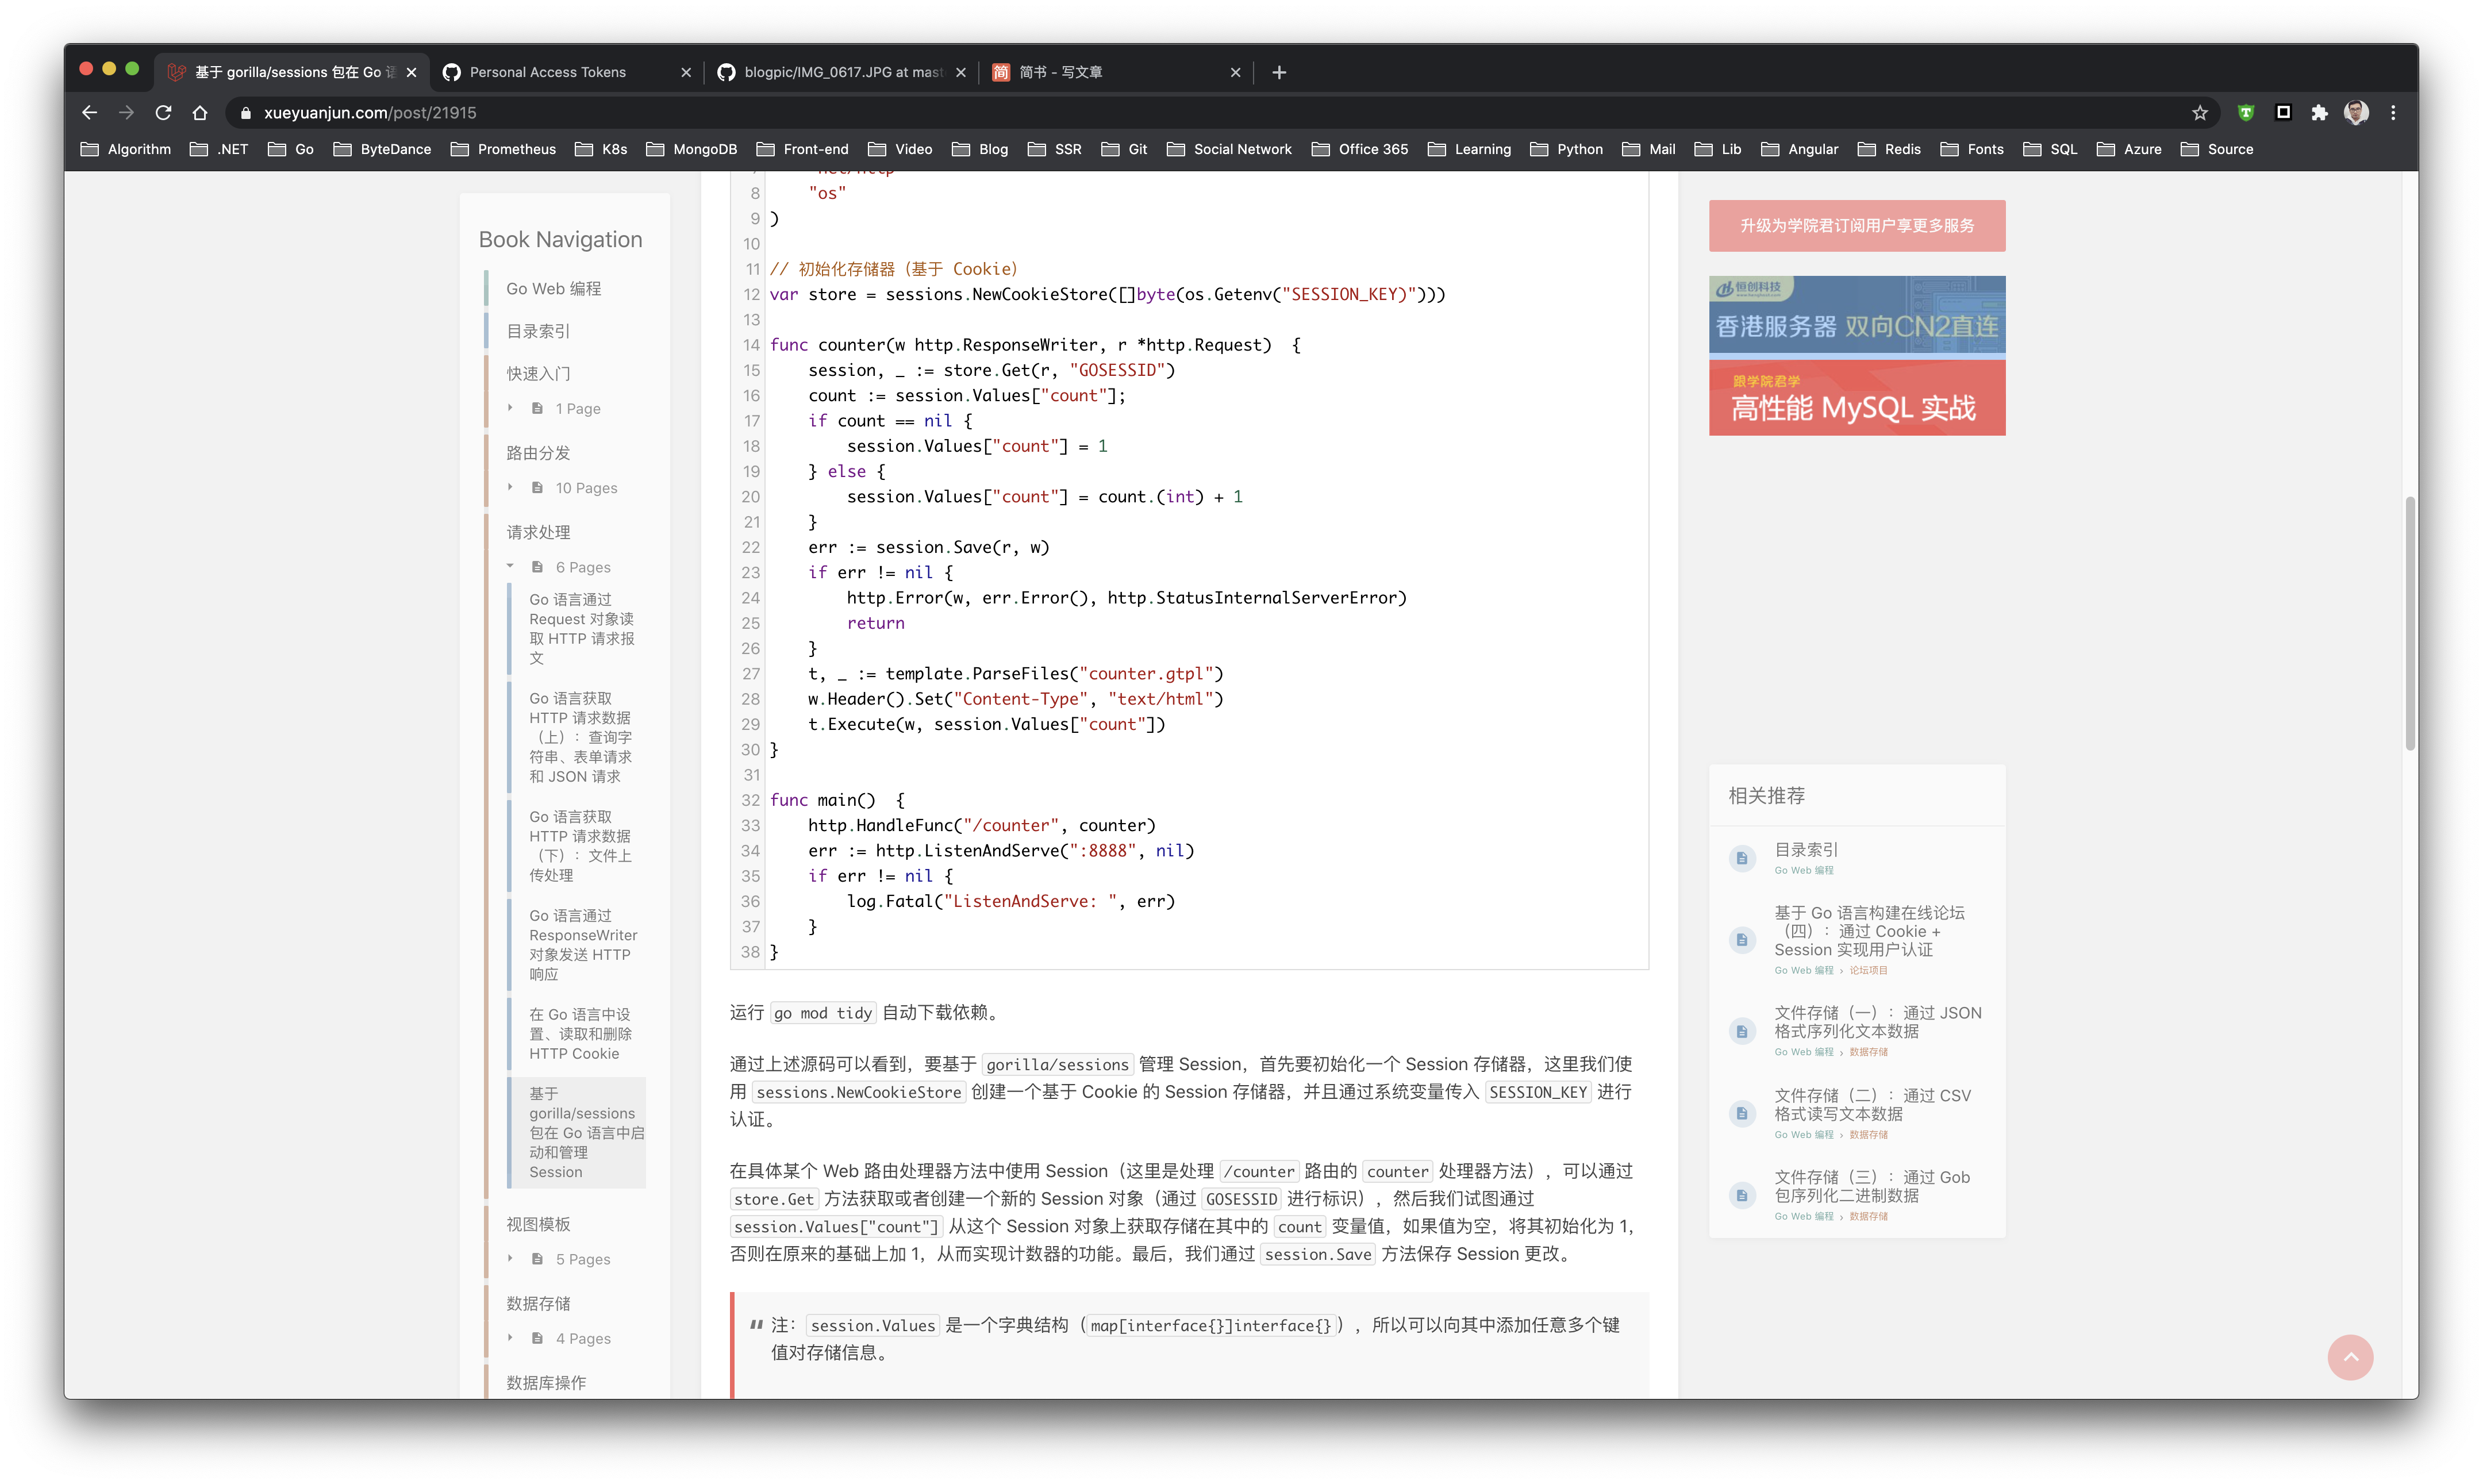 基于 gorilla/sessions 包在 Go 语
Personal Access Tokens
blogpic/IMG_0617.JPG at mast
简书 - 写文章
xueyuanjun.com/post/21915
Algorithm .NET Go ByteDance Prometheus K8s MongoDB Front-end Video Blog SSR Git Social Network Office 365 Learning Python Mail Lib Angular Redis Fonts SQL Azure Source
Book Navigation
Go Web 编程
目录索引
快速入门
1 Page
路由分发
10 Pages
请求处理
6 Pages
Go 语言通过
Request 对象读
取 HTTP 请求报
文
Go 语言获取
HTTP 请求数据
（上）：查询字
符串、表单请求
和 JSON 请求
Go 语言获取
HTTP 请求数据
（下）：文件上
传处理
Go 语言通过
ResponseWriter
对象发送 HTTP
响应
在 Go 语言中设
置、读取和删除
HTTP Cookie
基于
gorilla/sessions
包在 Go 语言中启
动和管理
Session
视图模板
5 Pages
数据存储
4 Pages
数据库操作
7 "net/http"
8 "os"
9 )
10
11 // 初始化存储器（基于 Cookie）
12 var store = sessions.NewCookieStore([]byte(os.Getenv("SESSION_KEY)")))
13
14 func counter(w http.ResponseWriter, r *http.Request)  {
15 session, _ := store.Get(r, "GOSESSID")
16 count := session.Values["count"];
17 if count == nil {
18 session.Values["count"] = 1
19 } else {
20 session.Values["count"] = count.(int) + 1
21 }
22 err := session.Save(r, w)
23 if err != nil {
24 http.Error(w, err.Error(), http.StatusInternalServerError)
25 return
26 }
27 t, _ := template.ParseFiles("counter.gtpl")
28 w.Header().Set("Content-Type", "text/html")
29 t.Execute(w, session.Values["count"])
30 }
31
32 func main()  {
33 http.HandleFunc("/counter", counter)
34 err := http.ListenAndServe(":8888", nil)
35 if err != nil {
36 log.Fatal("ListenAndServe: ", err)
37 }
38 }
运行 go mod tidy 自动下载依赖。
通过上述源码可以看到，要基于 gorilla/sessions 管理 Session，首先要初始化一个 Session 存储器，这里我们使
用 sessions.NewCookieStore 创建一个基于 Cookie 的 Session 存储器，并且通过系统变量传入 SESSION_KEY 进行
认证。
在具体某个 Web 路由处理器方法中使用 Session（这里是处理 /counter 路由的 counter 处理器方法），可以通过
store.Get 方法获取或者创建一个新的 Session 对象（通过 GOSESSID 进行标识），然后我们试图通过
session.Values["count"] 从这个 Session 对象上获取存储在其中的 count 变量值，如果值为空，将其初始化为 1，
否则在原来的基础上加 1，从而实现计数器的功能。最后，我们通过 session.Save 方法保存 Session 更改。
注：session.Values 是一个字典结构（map[interface{}]interface{}），所以可以向其中添加任意多个键
值对存储信息。
升级为学院君订阅用户享更多服务
恒创科技
香港服务器 双向CN2直连
跟学院君学
高性能 MySQL 实战
相关推荐
目录索引
Go Web 编程
基于 Go 语言构建在线论坛
（四）：通过 Cookie +
Session 实现用户认证
Go Web 编程 › 论坛项目
文件存储（一）：通过 JSON
格式序列化文本数据
Go Web 编程 › 数据存储
文件存储（二）：通过 CSV
格式读写文本数据
Go Web 编程 › 数据存储
文件存储（三）：通过 Gob
包序列化二进制数据
Go Web 编程 › 数据存储